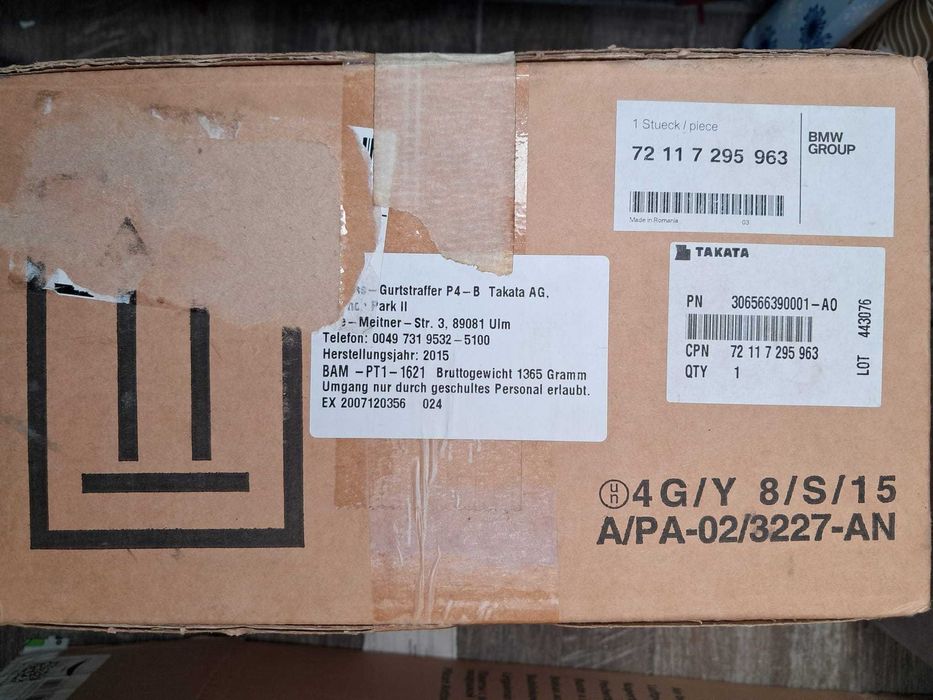 1 Stueck / piece
72 11 7 295 963
Made in Romania
03
BMW
GROUP
TAKATA
PN 306566390001-A0
CPN 72 11 7 295 963
QTY 1
LOT 443076
-Gurtstraffer P4-B Takata AG,
Park II
-Meitner-Str. 3, 89081 Ulm
Telefon: 0049 731 9532-5100
Herstellungsjahr: 2015
BAM -PT1-1621 Bruttogewicht 1365 Gramm
Umgang nur durch geschultes Personal erlaubt.
EX 2007120356 024
un 4G/Y 8/S/15
A/PA-02/3227-AN